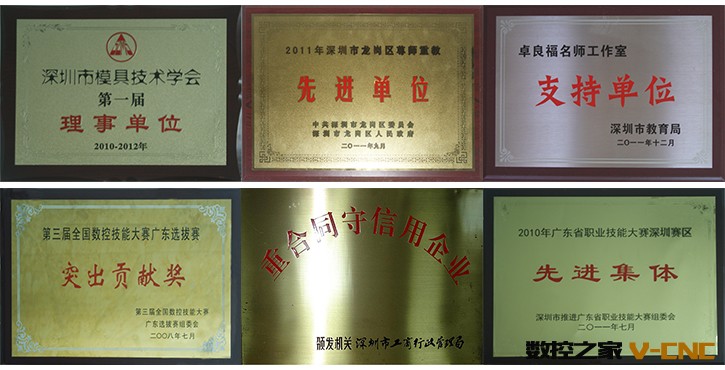 深圳市模具技术学会
第一届
理事单位
2010-2012年
2011年深圳市龙岗区尊师重教
先进单位
中共深圳市龙岗区委员会
深圳市龙岗区人民政府
二〇一一年九月
卓良福名师工作室
支持单位
深圳市教育局
二〇一一年十二月
第三届全国数控技能大赛广东选拔赛
突出贡献奖
第三届全国数控技能大赛
广东选拔赛组委会
二〇〇八年七月
重合同守信用企业
颁发机关 深圳市工商行政管理局
2010年广东省职业技能大赛深圳赛区
先进集体
深圳市推进广东省职业技能大赛组委会
二〇一一年七月
数控之家 V-CNC